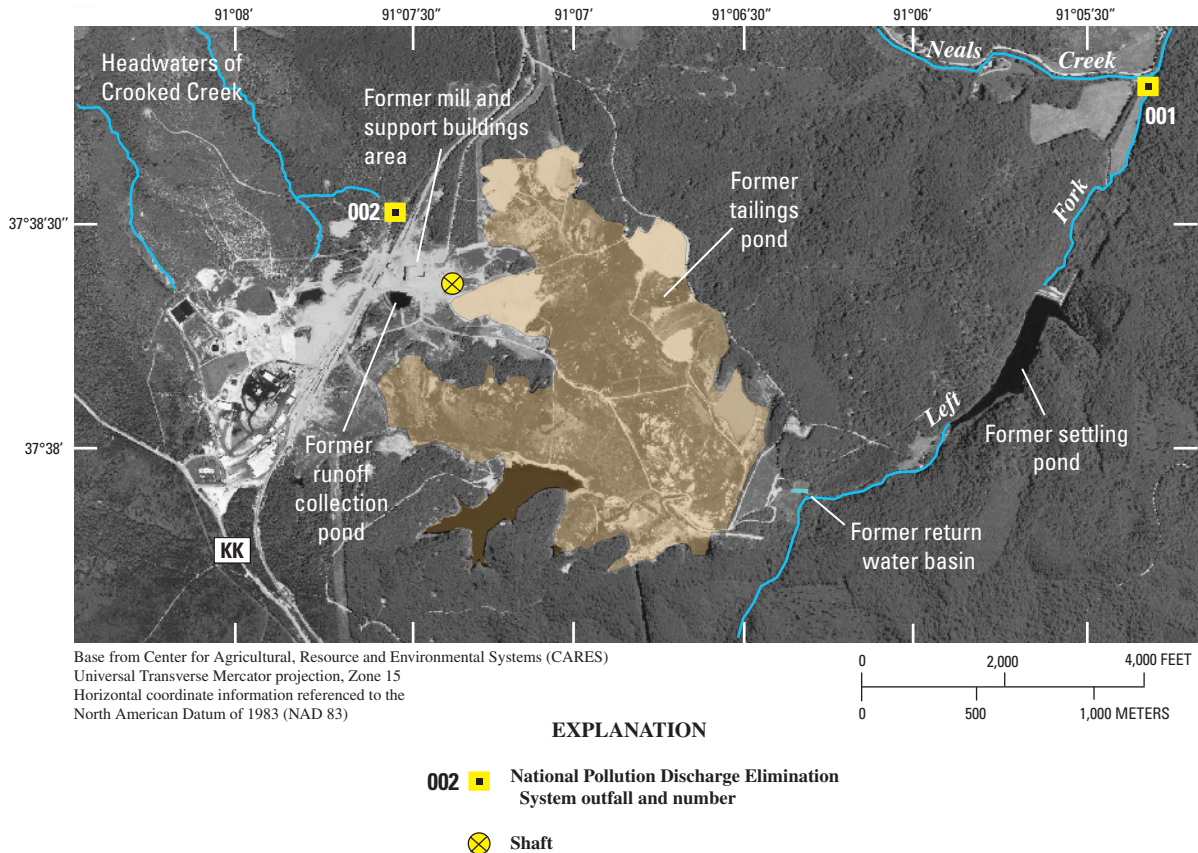 91°08'
91°07'30"
91°07'
91°06'30"
91°06'
91°05'30"
Neals
Creek
Headwaters of
Crooked Creek
Former mill and
support buildings
area
001
Former
tailings
pond
002
Fork
37°38'30"
Left
Former settling
pond
37°38'
Former
runoff
collection
pond
Former return
water basin
KK
Base from Center for Agricultural, Resource and Environmental Systems (CARES)
Universal Transverse Mercator projection, Zone 15
Horizontal coordinate information referenced to the
North American Datum of 1983 (NAD 83)
0
2,000
4,000 FEET
0
500
1,000 METERS
EXPLANATION
002
National Pollution Discharge Elimination
System outfall and number
Shaft